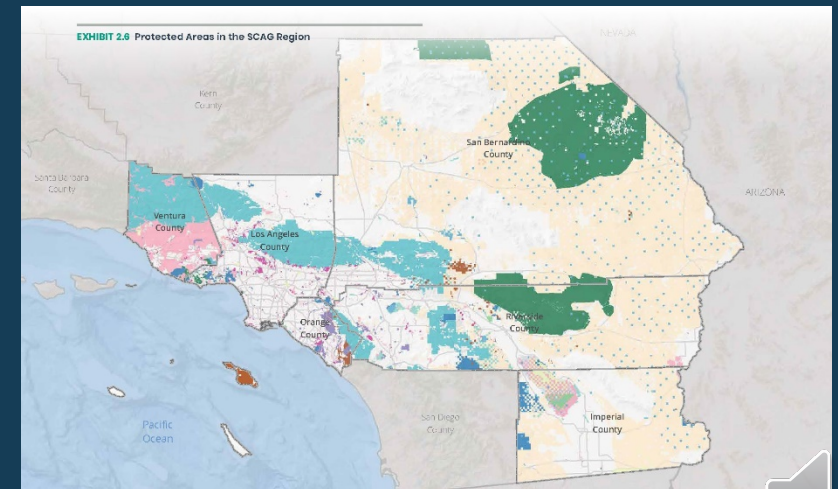 EXHIBIT 2.6 Protected Areas in the SCAG Region
NEVADA
Kern
County
San Bernardino
County
Santa Barbara
County
ARIZONA
Ventura
County
Los Angeles
County
Orange
County
Riverside
County
San Diego
County
Imperial
County
Pacific
Ocean